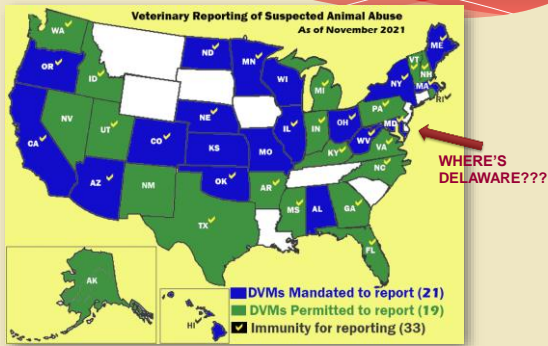 Veterinary Reporting of Suspected Animal Abuse
As of November 2021
WA
OR
CA
ID
NV
UT
AZ
CO
NM
ND
NE
KS
OK
TX
MN
WI
MO
AR
IL
MS
MI
IN
KY
AL
GA
FL
OH
WV
VA
NC
PA
MD
NY
VT
NH
ME
MA
RI
WHERE'S
DELAWARE???
AK
HI
DVMs Mandated to report (21)
DVMs Permitted to report (19)
Immunity for reporting (33)